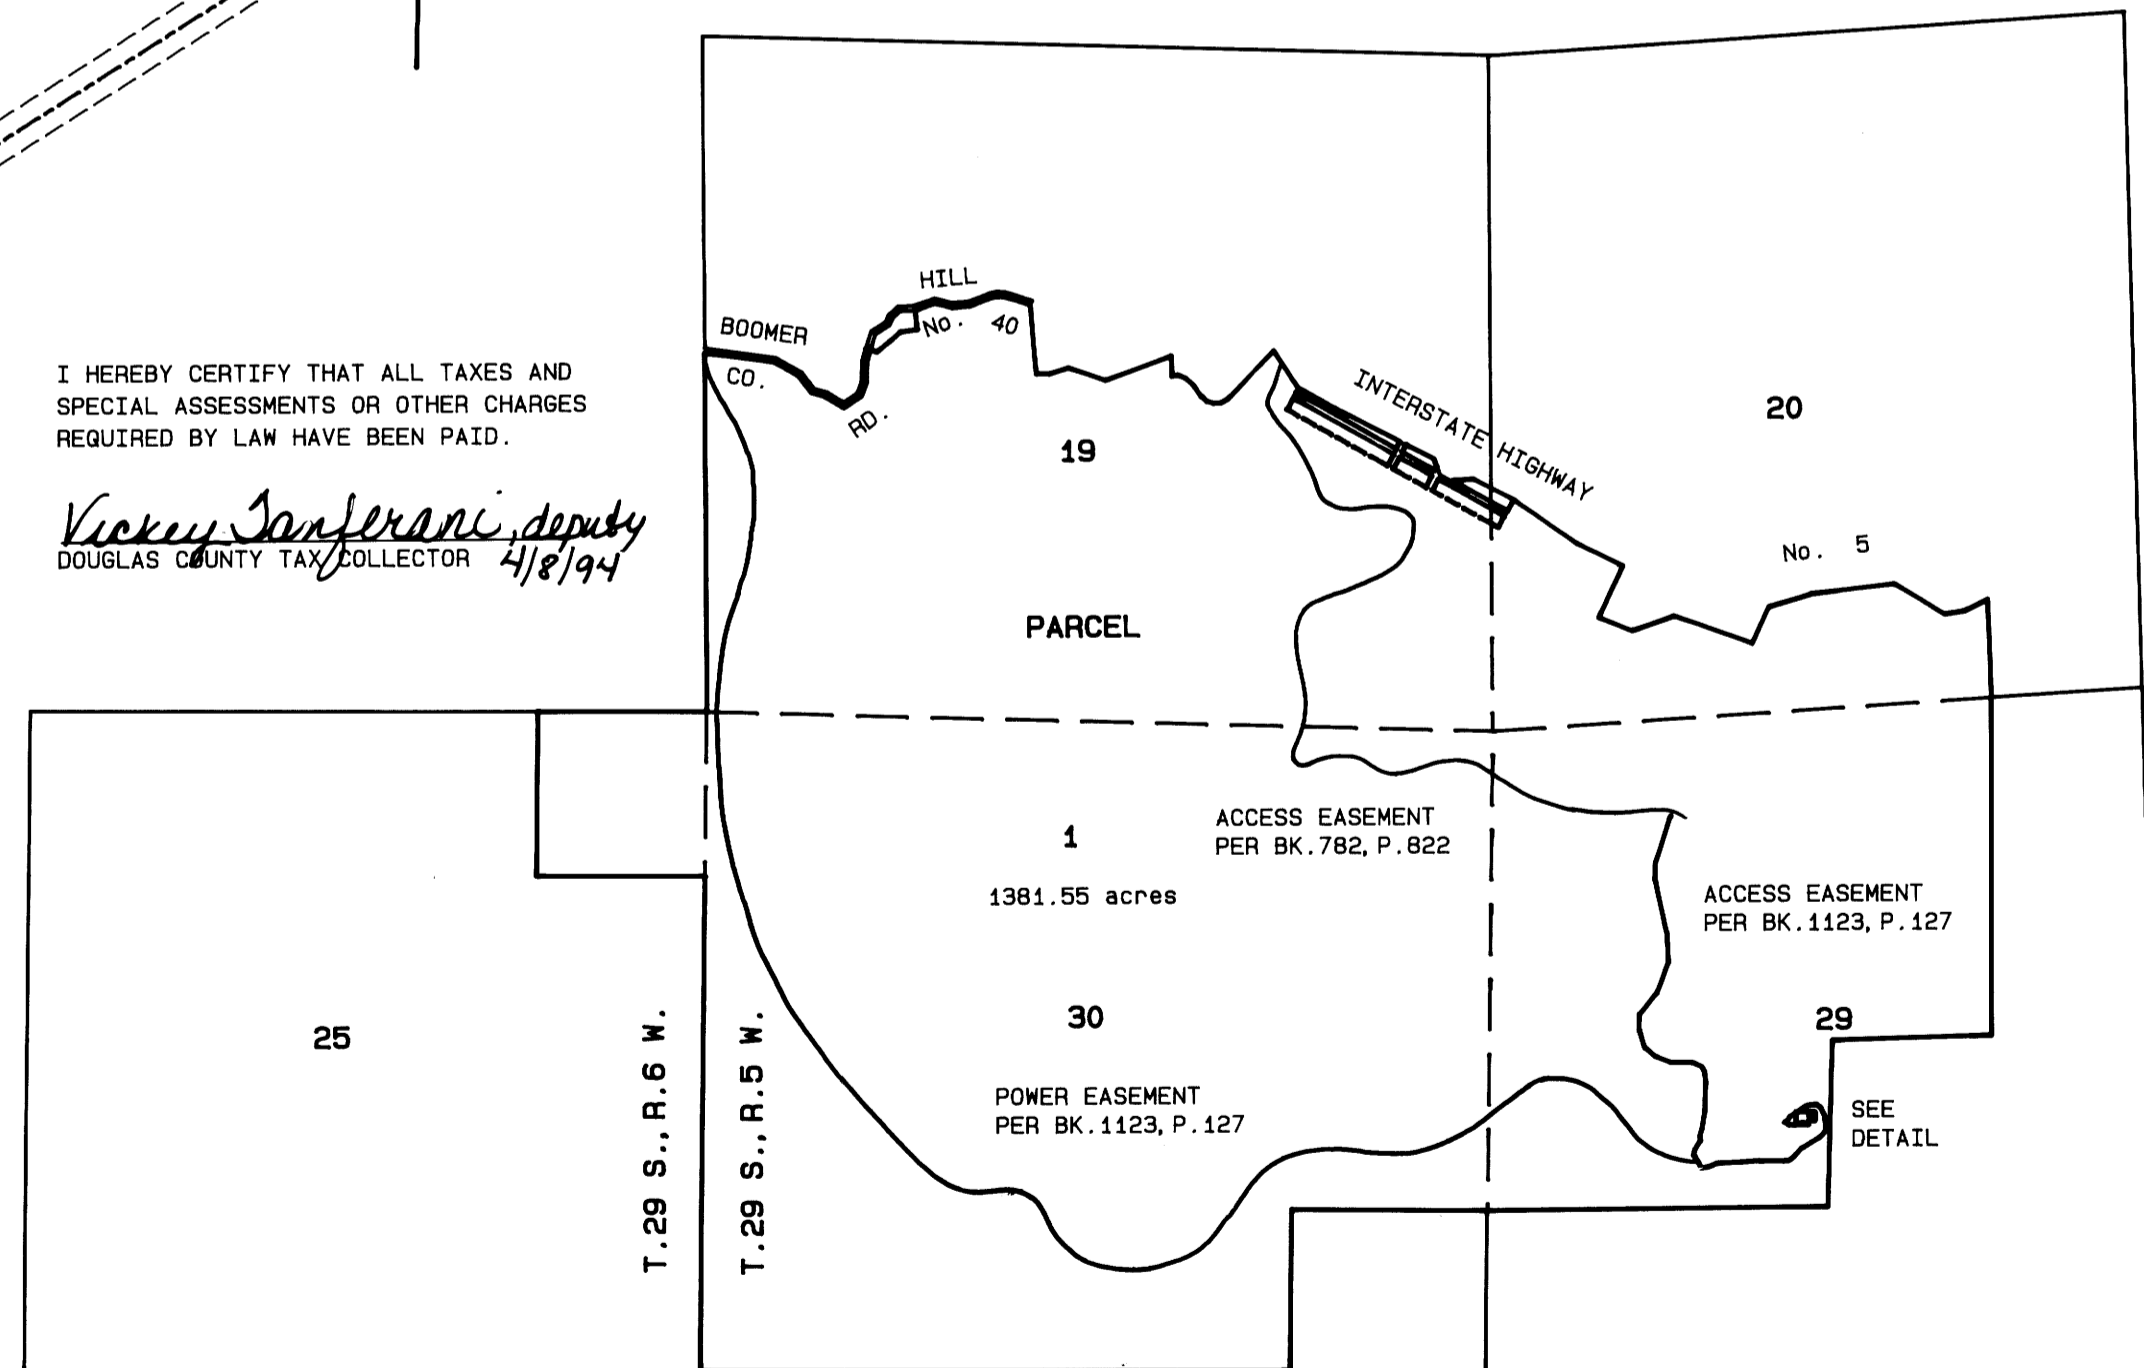 HILL
BOOMER
No. 40
CO.
RD.
INTERSTATE HIGHWAY
I HEREBY CERTIFY THAT ALL TAXES AND
SPECIAL ASSESSMENTS OR OTHER CHARGES
REQUIRED BY LAW HAVE BEEN PAID.
20
19
Vickey Tanferani, deputy
DOUGLAS COUNTY TAX COLLECTOR 4/8/94
No. 5
PARCEL
1
1381.55 acres
ACCESS EASEMENT
PER BK.782, P.822
ACCESS EASEMENT
PER BK.1123, P.127
25
T.29 S., R.6 W.
T.29 S., R.5 W.
30
29
POWER EASEMENT
PER BK.1123, P.127
SEE
DETAIL